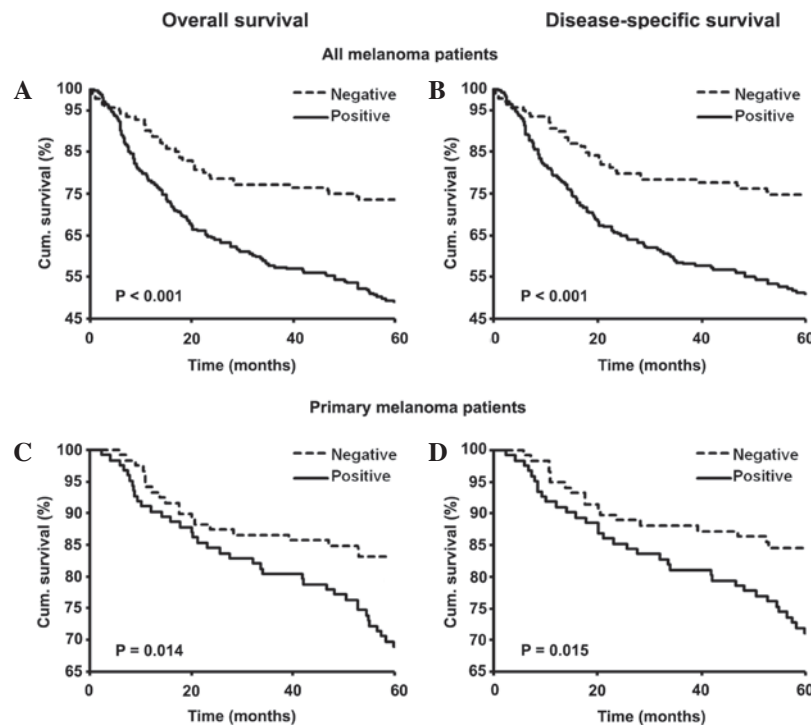 Overall survival
Disease-specific survival
All melanoma patients
A
100
95
85
75
65
55
45
Cum. survival (%)
Negative
Positive
P < 0.001
0
20
40
60
Time (months)
B
100
95
85
75
65
55
45
Cum. survival (%)
Negative
Positive
P < 0.001
0
20
40
60
Time (months)
Primary melanoma patients
C
100
95
90
85
80
75
70
65
Cum. survival (%)
Negative
Positive
P = 0.014
0
20
40
60
Time (months)
D
100
95
90
85
80
75
70
65
Cum. survival (%)
Negative
Positive
P = 0.015
0
20
40
60
Time (months)